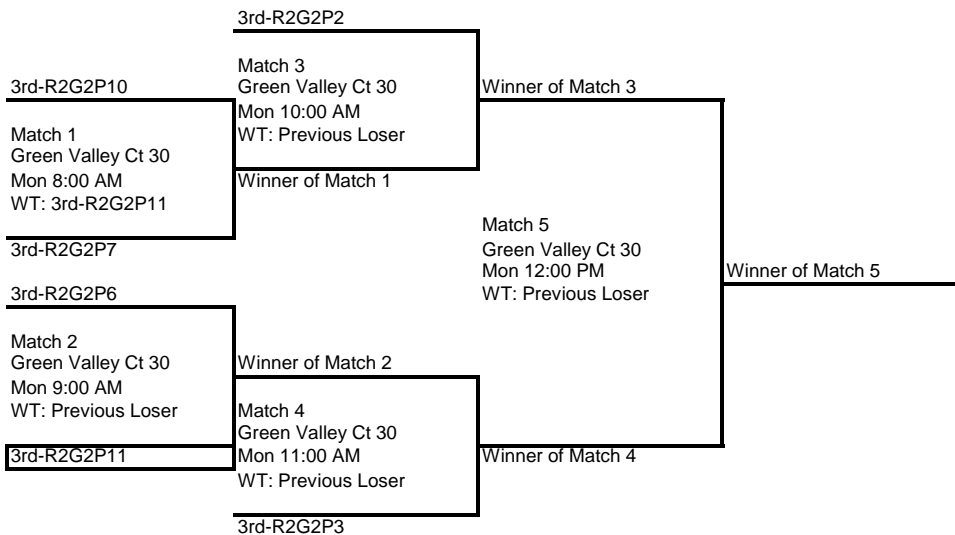 3rd-R2G2P2
Match 3
Green Valley Ct 30
Mon 10:00 AM
WT: Previous Loser
3rd-R2G2P10
Winner of Match 3
Match 1
Green Valley Ct 30
Mon 8:00 AM
WT: 3rd-R2G2P11
Winner of Match 1
3rd-R2G2P7
Match 5
Green Valley Ct 30
Mon 12:00 PM
WT: Previous Loser
Winner of Match 5
3rd-R2G2P6
Match 2
Green Valley Ct 30
Mon 9:00 AM
WT: Previous Loser
Winner of Match 2
3rd-R2G2P11
Match 4
Green Valley Ct 30
Mon 11:00 AM
WT: Previous Loser
Winner of Match 4
3rd-R2G2P3